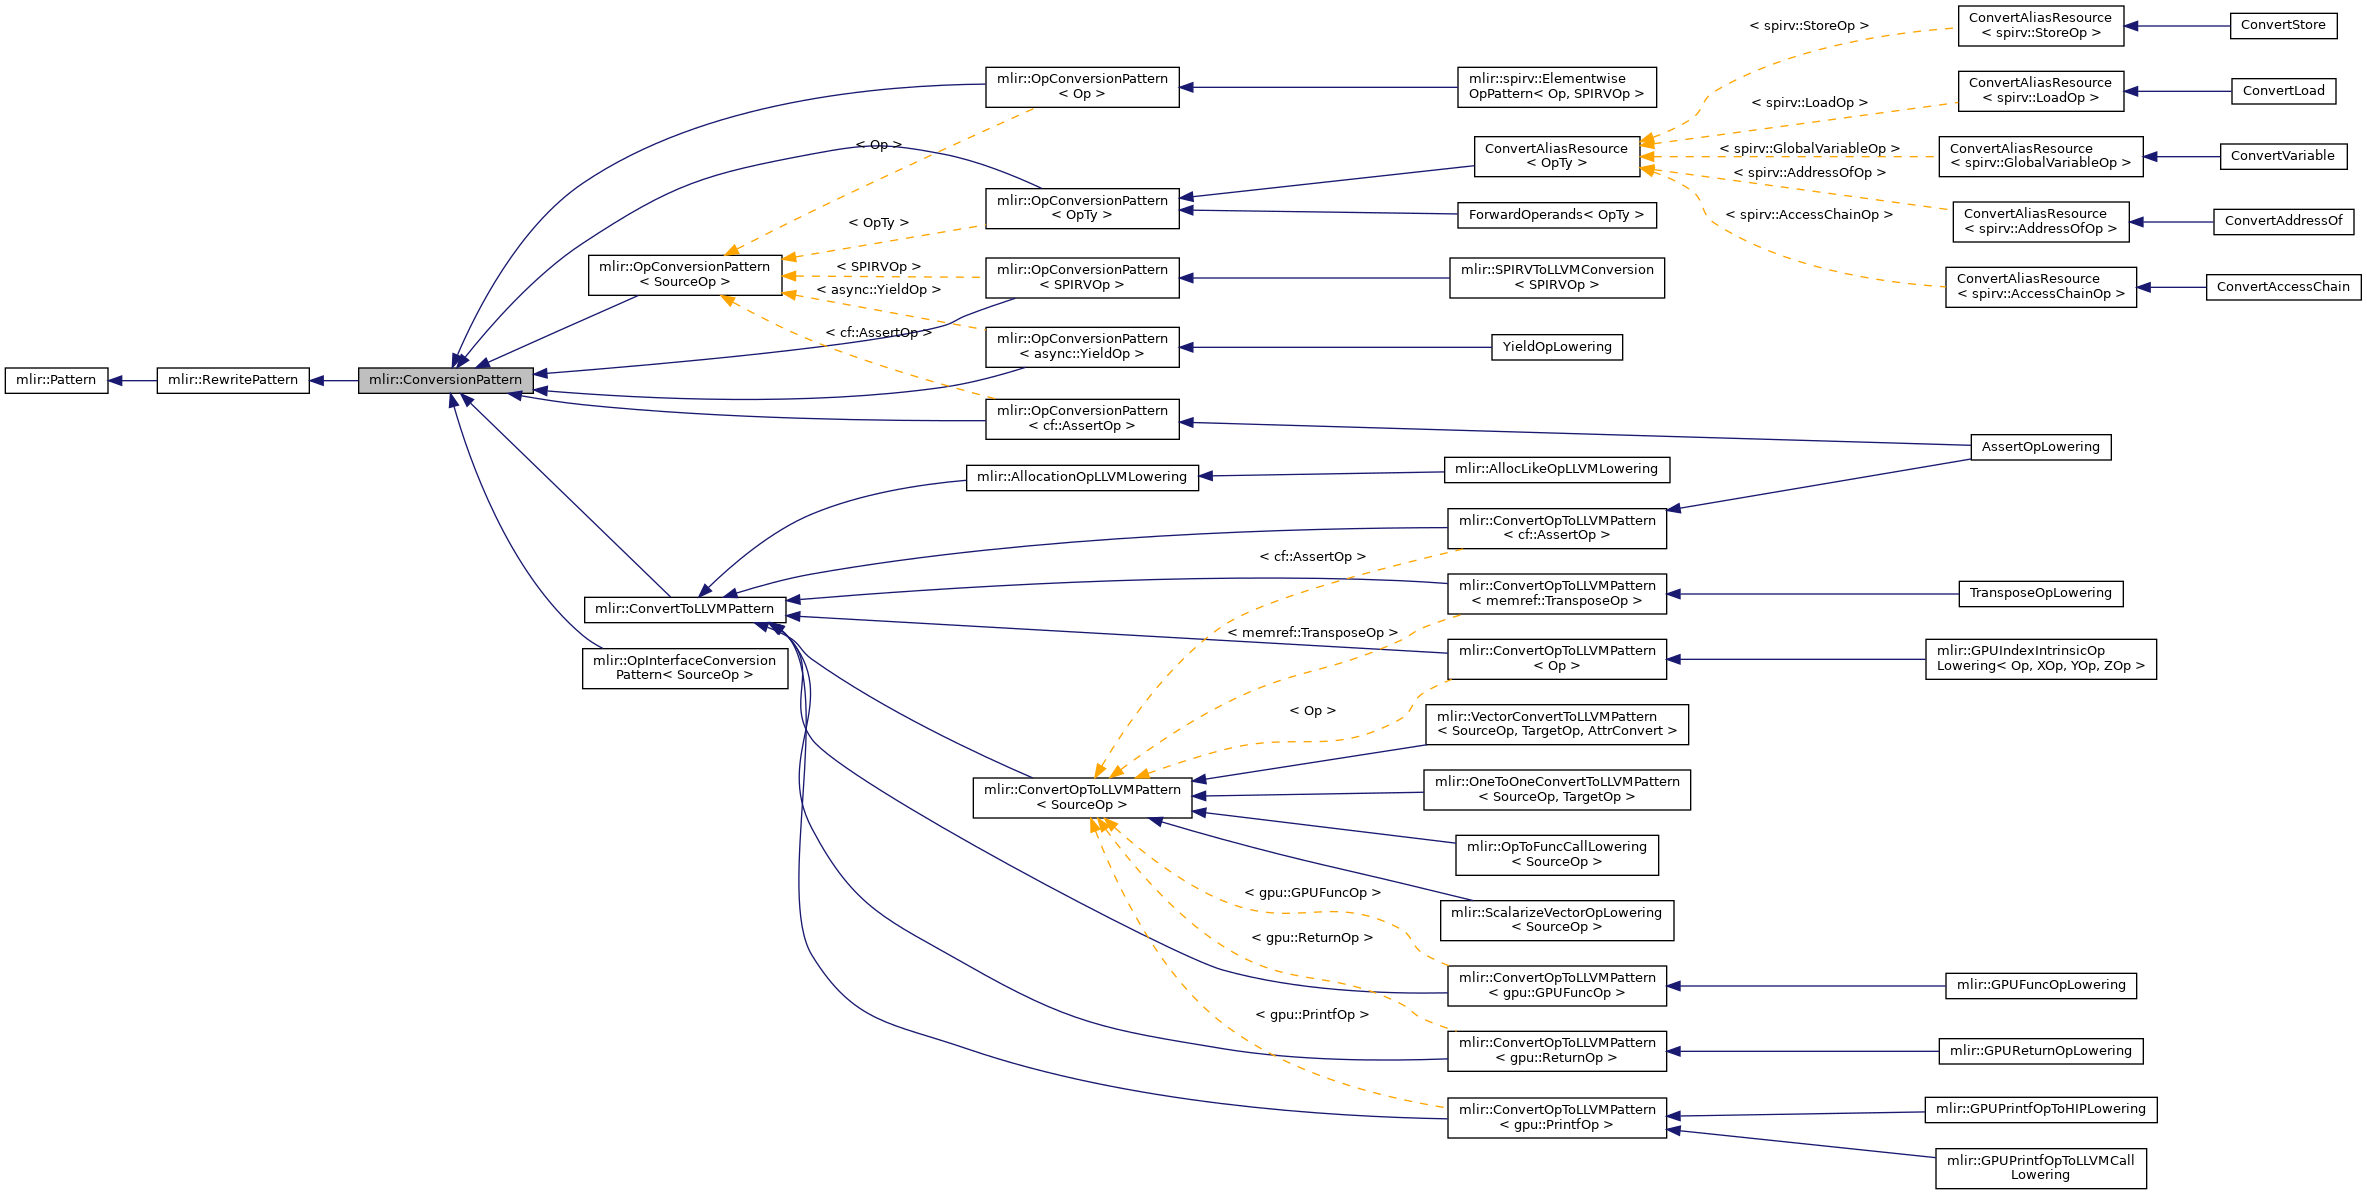 mlir::Pattern
mlir::RewritePattern
mlir::ConversionPattern
mlir::OpConversionPattern
< SourceOp >
mlir::ConvertToLLVMPattern
mlir::OpInterfaceConversion
Pattern< SourceOp >
< Op >
< OpTy >
< SPIRVOp >
< async::YieldOp >
< cf::AssertOp >
mlir::OpConversionPattern
< Op >
mlir::OpConversionPattern
< OpTy >
mlir::OpConversionPattern
< SPIRVOp >
mlir::OpConversionPattern
< async::YieldOp >
mlir::OpConversionPattern
< cf::AssertOp >
mlir::AllocationOpLLVMLowering
mlir::ConvertOpToLLVMPattern
< SourceOp >
< cf::AssertOp >
< memref::TransposeOp >
< Op >
< gpu::GPUFuncOp >
< gpu::ReturnOp >
< gpu::PrintfOp >
mlir::spirv::Elementwise
OpPattern< Op, SPIRVOp >
ConvertAliasResource
< OpTy >
ForwardOperands< OpTy >
mlir::SPIRVToLLVMConversion
< SPIRVOp >
YieldOpLowering
mlir::AllocLikeOpLLVMLowering
mlir::ConvertOpToLLVMPattern
< cf::AssertOp >
mlir::ConvertOpToLLVMPattern
< memref::TransposeOp >
mlir::ConvertOpToLLVMPattern
< Op >
mlir::VectorConvertToLLVMPattern
< SourceOp, TargetOp, AttrConvert >
mlir::OneToOneConvertToLLVMPattern
< SourceOp, TargetOp >
mlir::OpToFuncCallLowering
< SourceOp >
mlir::ScalarizeVectorOpLowering
< SourceOp >
mlir::ConvertOpToLLVMPattern
< gpu::GPUFuncOp >
mlir::ConvertOpToLLVMPattern
< gpu::ReturnOp >
mlir::ConvertOpToLLVMPattern
< gpu::PrintfOp >
< spirv::StoreOp >
< spirv::LoadOp >
< spirv::GlobalVariableOp >
< spirv::AddressOfOp >
< spirv::AccessChainOp >
ConvertAliasResource
< spirv::StoreOp >
ConvertAliasResource
< spirv::LoadOp >
ConvertAliasResource
< spirv::GlobalVariableOp >
ConvertAliasResource
< spirv::AddressOfOp >
ConvertAliasResource
< spirv::AccessChainOp >
AssertOpLowering
TransposeOpLowering
mlir::GPUIndexIntrinsicOp
Lowering< Op, XOp, YOp, ZOp >
mlir::GPUFuncOpLowering
mlir::GPUReturnOpLowering
mlir::GPUPrintfOpToHIPLowering
mlir::GPUPrintfOpToLLVMCall
Lowering
ConvertStore
ConvertLoad
ConvertVariable
ConvertAddressOf
ConvertAccessChain